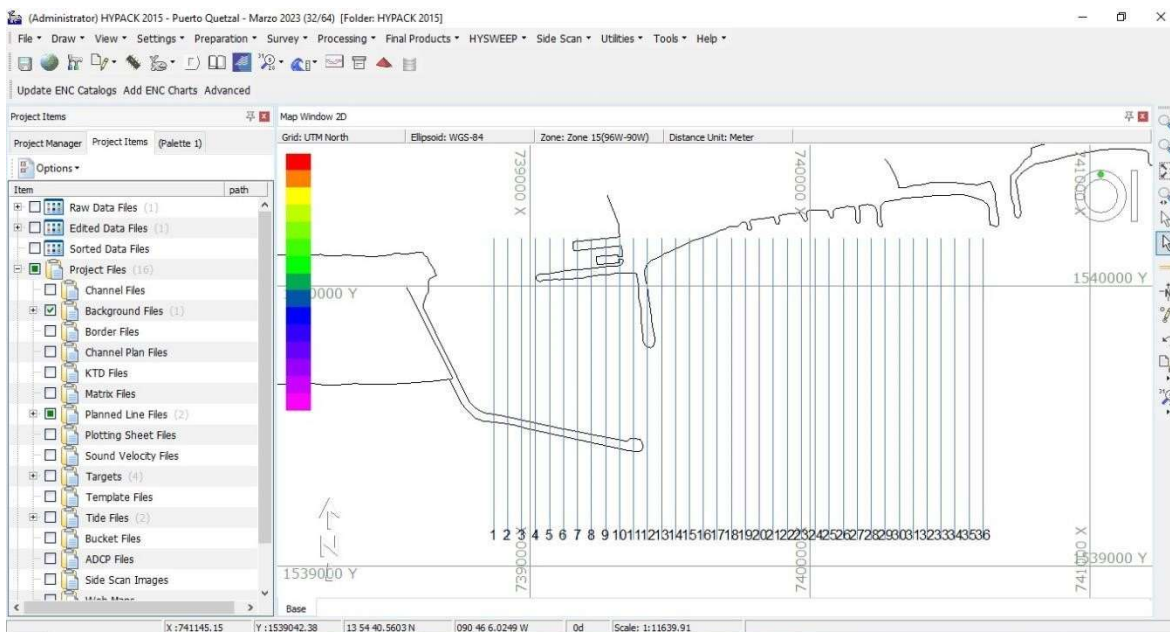 (Administrator) HYPACK 2015 - Puerto Quetzal - Marzo 2023 (32/64) [Folder: HYPACK 2015]
File Draw View Settings Preparation Survey Processing Final Products HYSWEEP Side Scan Utilities Tools Help
Update ENC Catalogs Add ENC Charts Advanced
Project Items
Project Manager Project Items (Palette 1)
Options
Item path
Raw Data Files (1)
Edited Data Files (1)
Sorted Data Files
Project Files (16)
Channel Files
Background Files (1)
Border Files
Channel Plan Files
KTD Files
Matrix Files
Planned Line Files (2)
Plotting Sheet Files
Sound Velocity Files
Targets (4)
Template Files
Tide Files (2)
Bucket Files
ADCP Files
Side Scan Images
Map Window 2D
Grid: UTM North Ellipsoid: WGS-84 Zone: Zone 15(96W-90W) Distance Unit: Meter
739000 X
740000 X
741000 X
0000 Y
1540000 Y
1 2 3 4 5 6 7 8 9 10 11 12 13 14 15 16 17 18 19 20 21 22 23 24 25 26 27 28 29 30 31 32 33 34 35 36
1539000 Y
739000 X
740000 X
741000 X
1539000 Y
Base
X :741145.15 Y :1539042.38 13 54 40.5603 N 090 46 6.0249 W 0d Scale: 1:11639.91